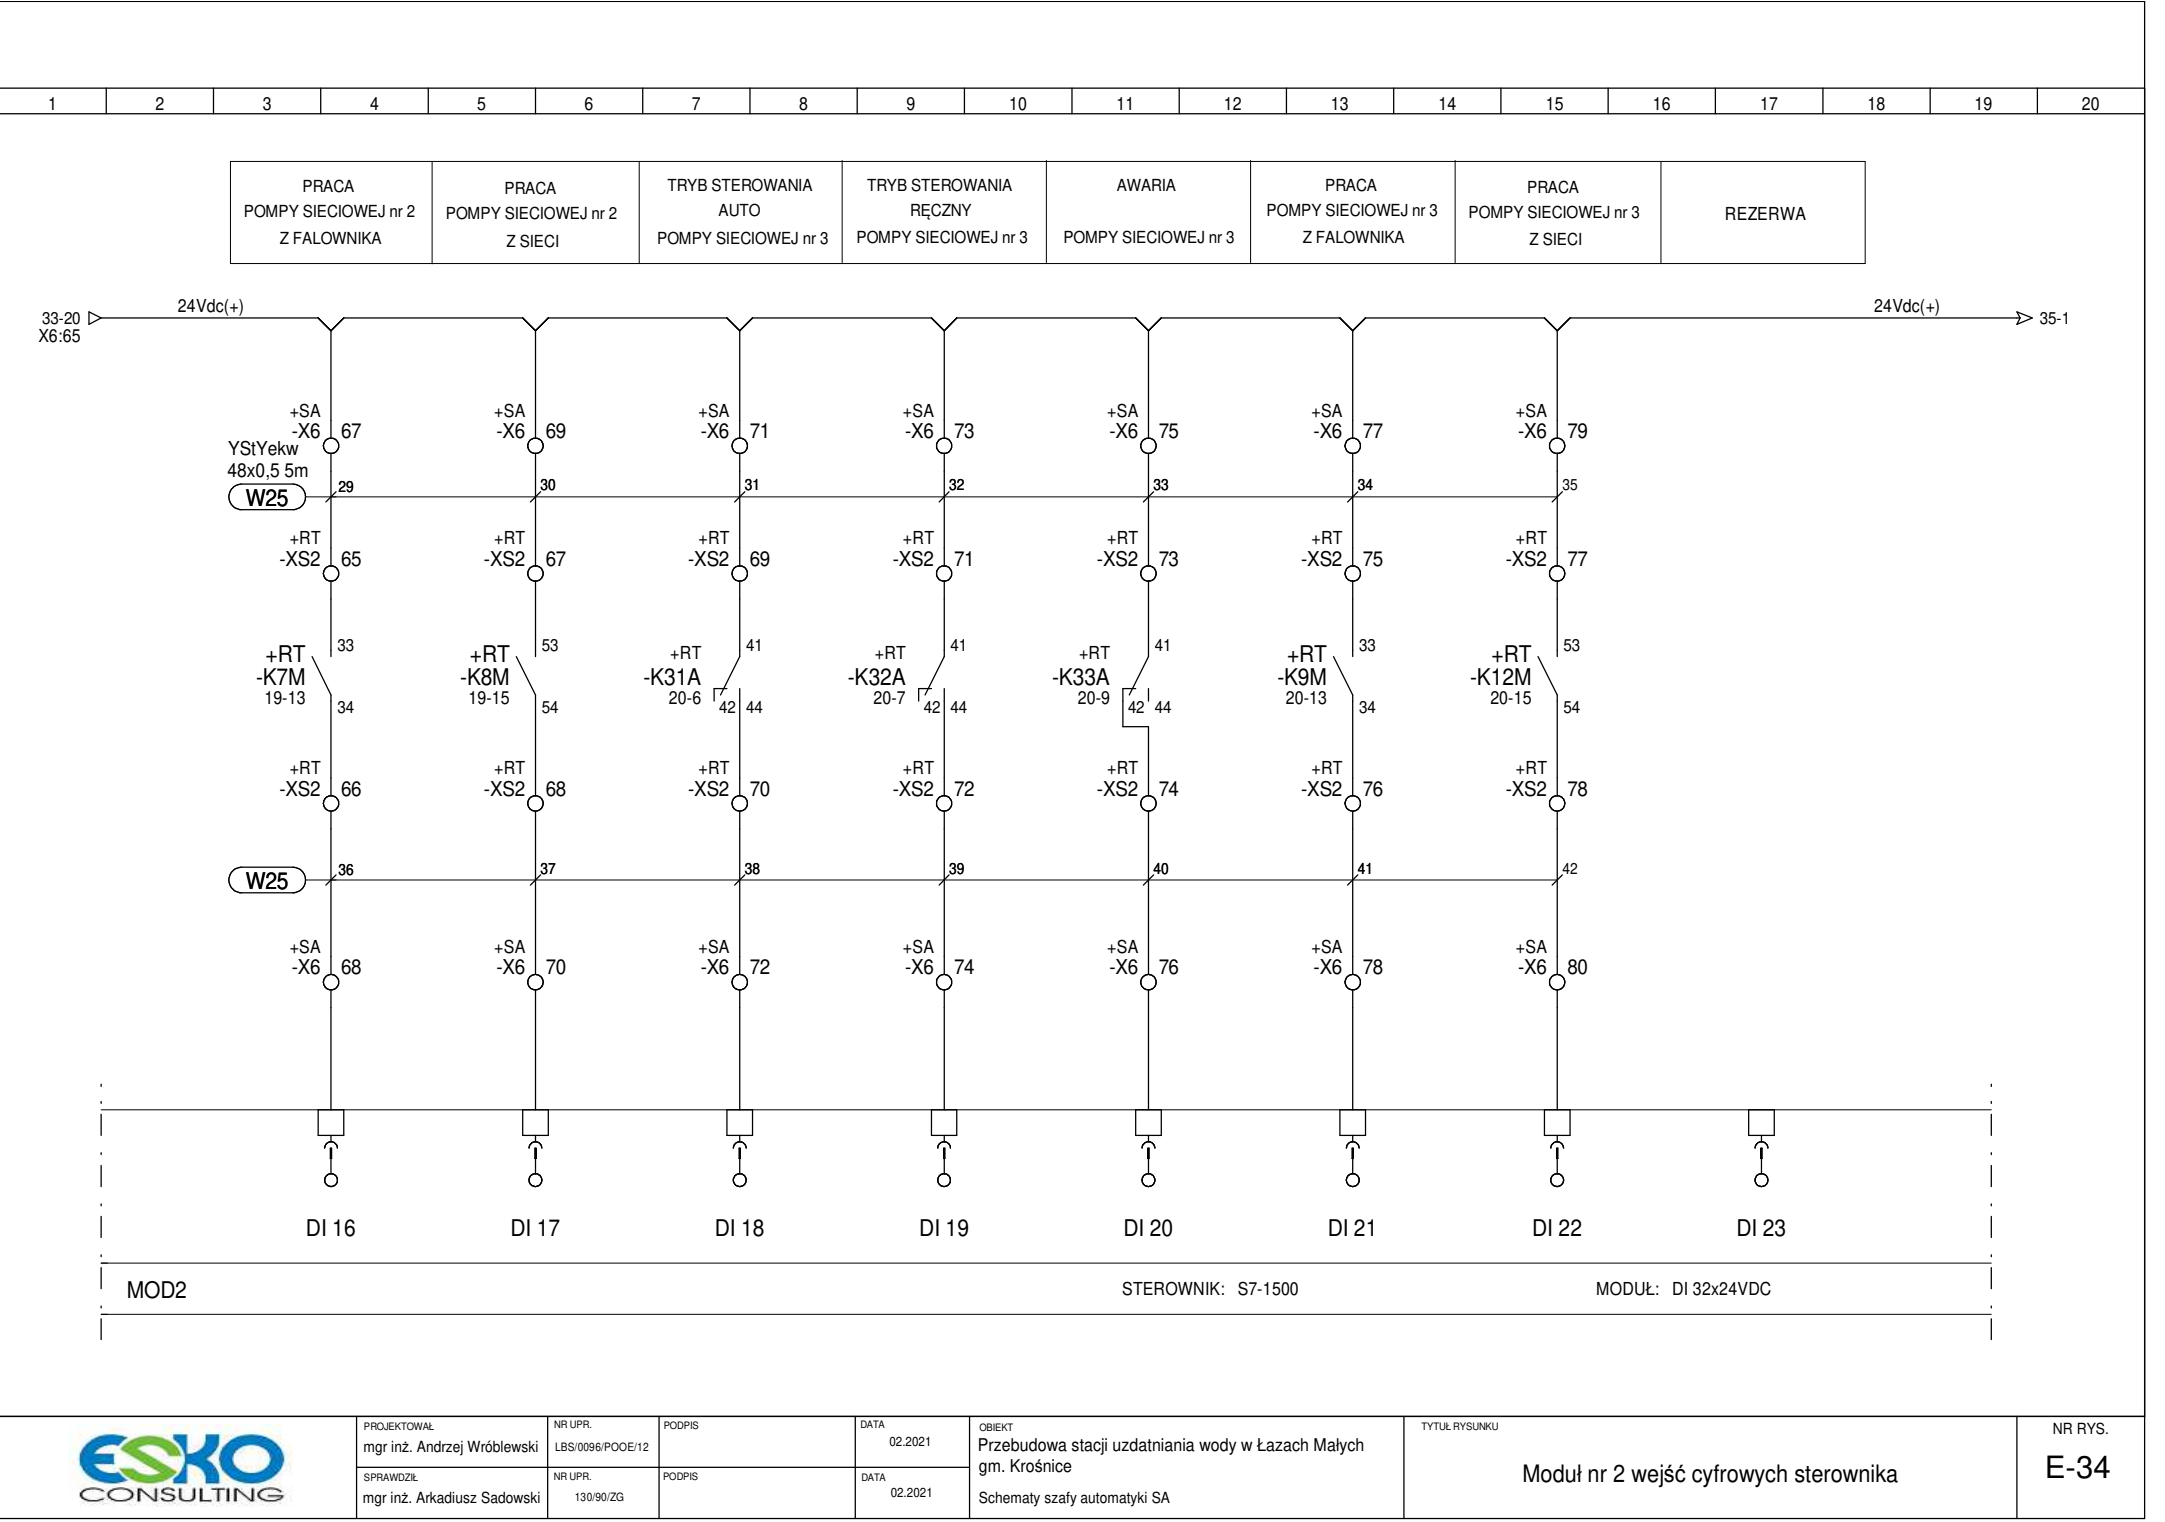 1 2 3 4 5 6 7 8 9 10 11 12 13 14 15 16 17 18 19 20
PRACA
POMPY SIECIOWEJ nr 2
Z FALOWNIKA
PRACA
POMPY SIECIOWEJ nr 2
Z SIECI
TRYB STEROWANIA
AUTO
POMPY SIECIOWEJ nr 3
TRYB STEROWANIA
RĘCZNY
POMPY SIECIOWEJ nr 3
AWARIA
POMPY SIECIOWEJ nr 3
PRACA
POMPY SIECIOWEJ nr 3
Z FALOWNIKA
PRACA
POMPY SIECIOWEJ nr 3
Z SIECI
REZERWA
24Vdc(+) 24Vdc(+)
33-20 35-1
X6:65
+SA +SA +SA +SA +SA +SA +SA
-X6 67 -X6 69 -X6 71 -X6 73 -X6 75 -X6 77 -X6 79
YStYekw
48x0,5 5m
W25 29 30 31 32 33 34 35
+RT +RT +RT +RT +RT +RT +RT
-XS2 65 -XS2 67 -XS2 69 -XS2 71 -XS2 73 -XS2 75 -XS2 77
33 53 41 41 41 33 53
+RT +RT +RT +RT +RT +RT +RT
-K7M -K8M -K31A -K32A -K33A -K9M -K12M
19-13 19-15 20-6 20-7 20-9 20-13 20-15
34 54 42 44 42 44 42 44 34 54
+RT +RT +RT +RT +RT +RT +RT
-XS2 66 -XS2 68 -XS2 70 -XS2 72 -XS2 74 -XS2 76 -XS2 78
W25 36 37 38 39 40 41 42
+SA +SA +SA +SA +SA +SA +SA
-X6 68 -X6 70 -X6 72 -X6 74 -X6 76 -X6 78 -X6 80
DI 16 DI 17 DI 18 DI 19 DI 20 DI 21 DI 22 DI 23
MOD2 STEROWNIK: S7-1500 MODUŁ: DI 32x24VDC
ESKO
CONSULTING
PROJEKTOWAŁ
mgr inż. Andrzej Wróblewski
NR UPR.
LBS/0096/POOE/12
PODPIS
DATA
02.2021
SPRAWDZIŁ
mgr inż. Arkadiusz Sadowski
NR UPR.
130/90/ZG
PODPIS
DATA
02.2021
OBIEKT
Przebudowa stacji uzdatniania wody w Łazach Małych
gm. Krośnice
Schematy szafy automatyki SA
TYTUŁ RYSUNKU
Moduł nr 2 wejść cyfrowych sterownika
NR RYS.
E-34